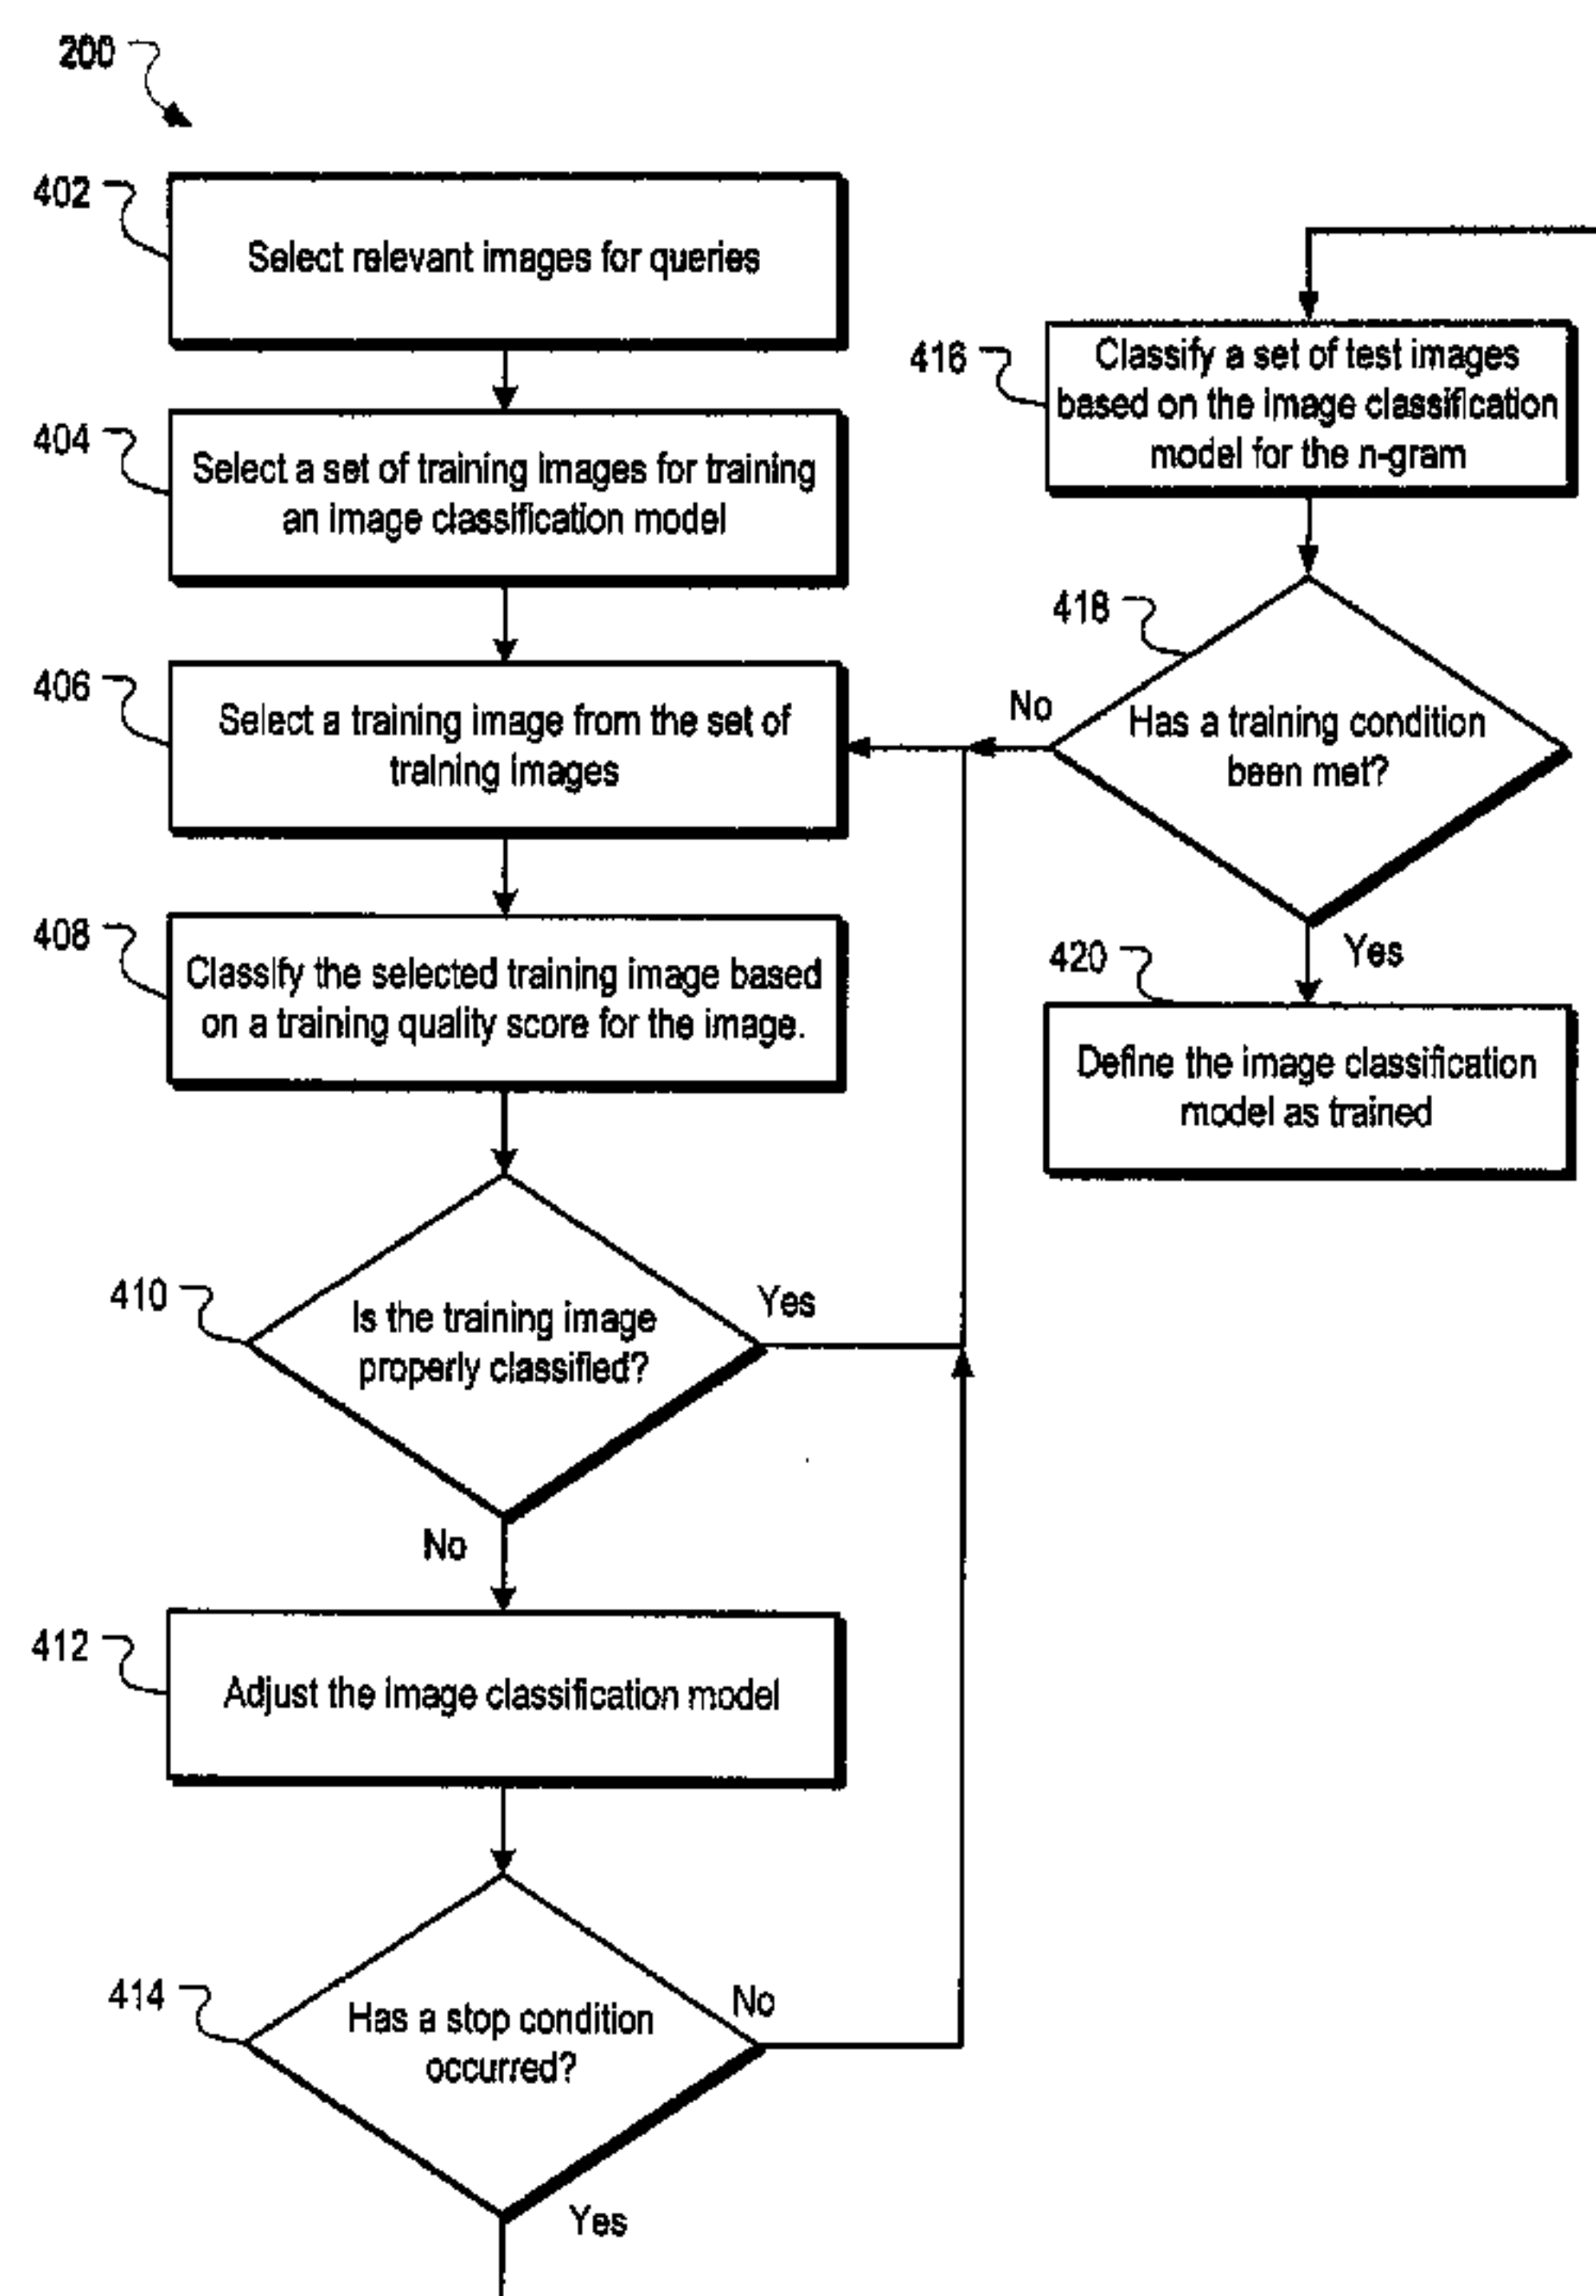 200
402
Select relevant images for queries
404
Select a set of training images for training
an image classification model
406
Select a training image from the set of
training images
408
Classify the selected training image based
on a training quality score for the image.
410
Is the training image
properly classified?
Yes
No
412
Adjust the image classification model
414
Has a stop condition
occurred?
No
Yes
416
Classify a set of test images
based on the image classification
model for the n-gram
418
Has a training condition
been met?
No
Yes
420
Define the image classification
model as trained